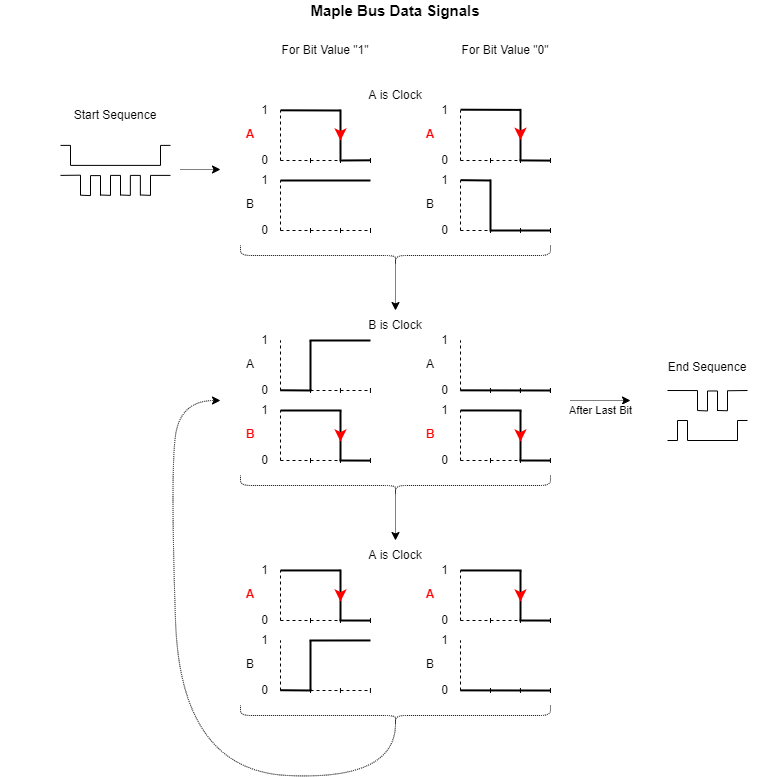 Maple Bus Data Signals
For Bit Value "1"
For Bit Value "0"
Start Sequence
A is Clock
1
A
0
1
A
0
1
B
0
1
B
0
B is Clock
1
A
0
1
A
0
1
B
0
1
B
0
After Last Bit
End Sequence
A is Clock
1
A
0
1
A
0
1
B
0
1
B
0